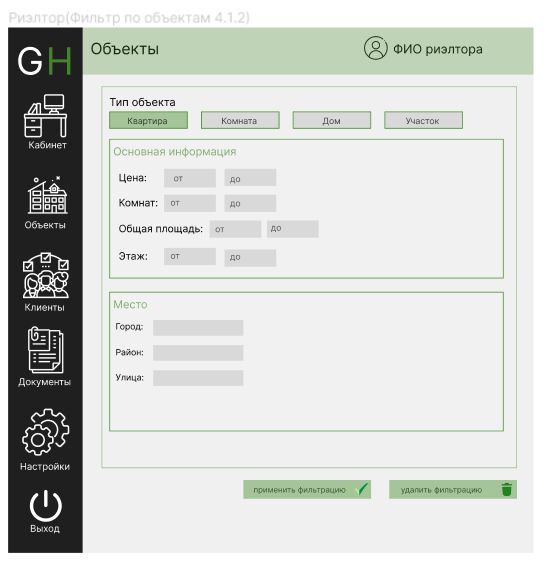 Риэлтор(Фильтр по объектам 4.1.2)
GH
Объекты
ФИО риэлтора
Кабинет
Объекты
Клиенты
Документы
Настройки
Выход
Тип объекта
Квартира Комната Дом Участок
Основная информация
Цена: от до
Комнат: от до
Общая площадь: от до
Этаж: от до
Место
Город:
Район:
Улица:
применить фильтрацию удалить фильтрацию